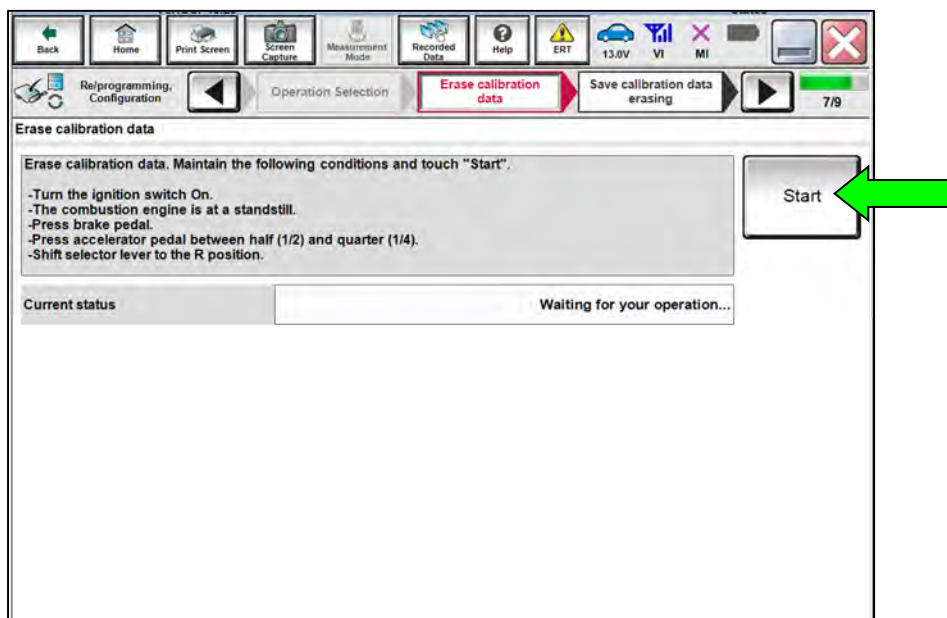 Back
Home
Print Screen
Screen
Capture
Measurement
Mode
Recorded
Data
Help
ERT
13.0V
VI
MI
Re/programming,
Configuration
Operation Selection
Erase calibration
data
Save calibration data
erasing
7/9
Erase calibration data
Erase calibration data. Maintain the following conditions and touch "Start".
-Turn the ignition switch On.
-The combustion engine is at a standstill.
-Press brake pedal.
-Press accelerator pedal between half (1/2) and quarter (1/4).
-Shift selector lever to the R position.
Start
Current status
Waiting for your operation...